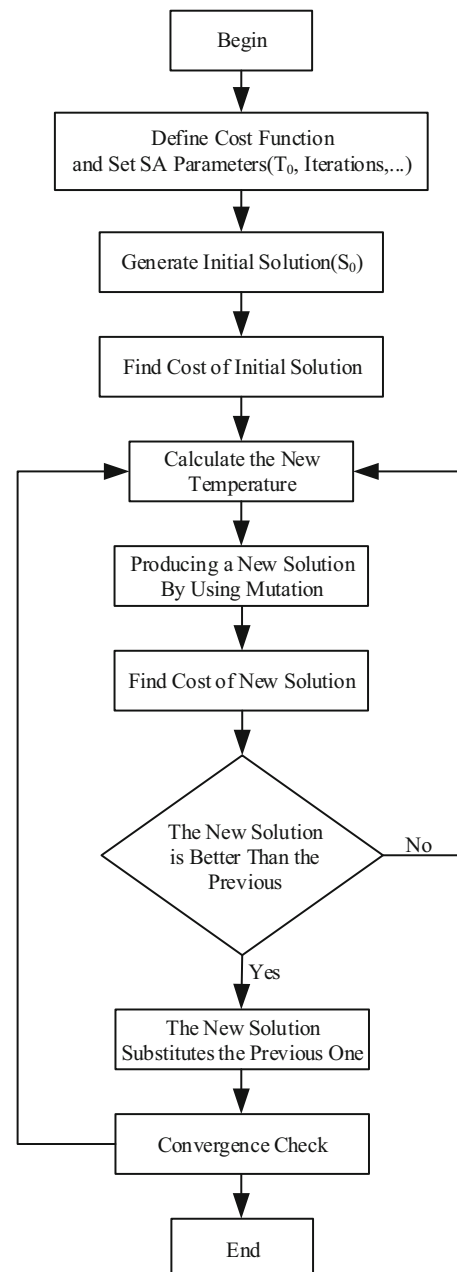 Begin
Define Cost Function
and Set SA Parameters(T₀, Iterations,...)
Generate Initial Solution(S₀)
Find Cost of Initial Solution
Calculate the New
Temperature
Producing a New Solution
By Using Mutation
Find Cost of New Solution
The New Solution
is Better Than the
Previous
No
Yes
The New Solution
Substitutes the Previous One
Convergence Check
End